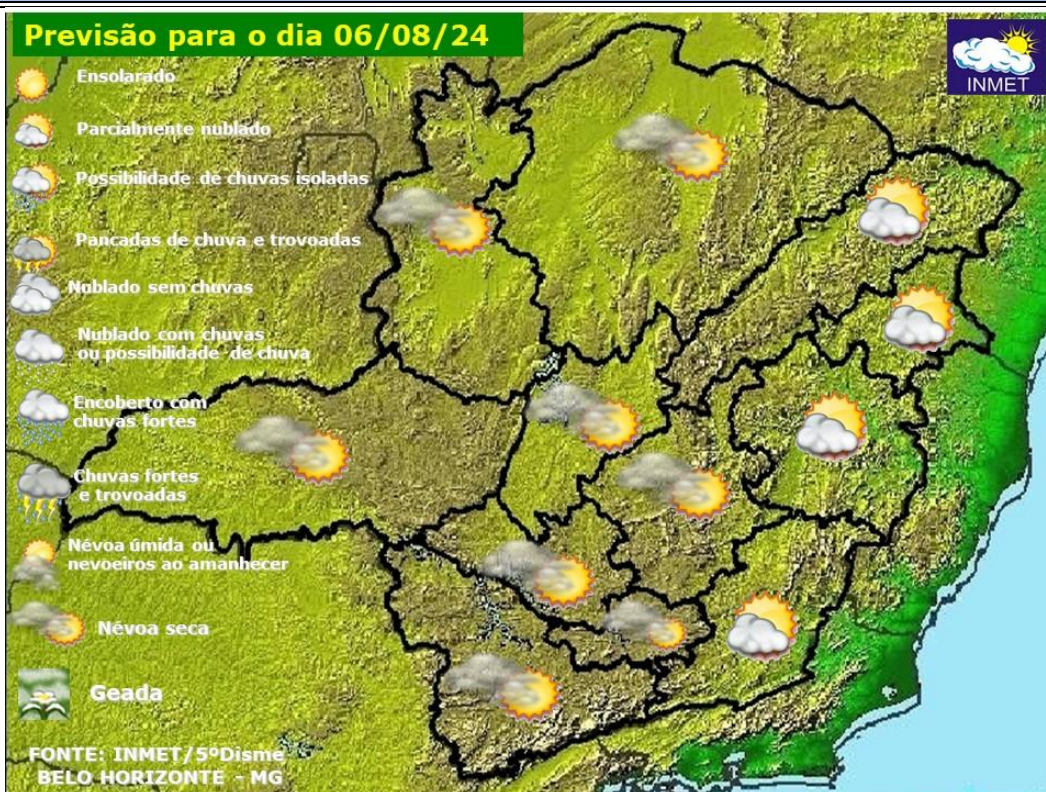 Previsão para o dia 06/08/24
INMET
Ensolarado
Parcialmente nublado
Possibilidade de chuvas isoladas
Pancadas de chuva e trovoadas
Nublado sem chuvas
Nublado com chuvas
ou possibilidade de chuva
Encoberto com
chuvas fortes
Chuvas fortes
e trovoadas
Névoa úmida ou
nevoeiros ao amanhecer
Névoa seca
Geada
FONTE: INMET/5ºDisme
BELO HORIZONTE - MG